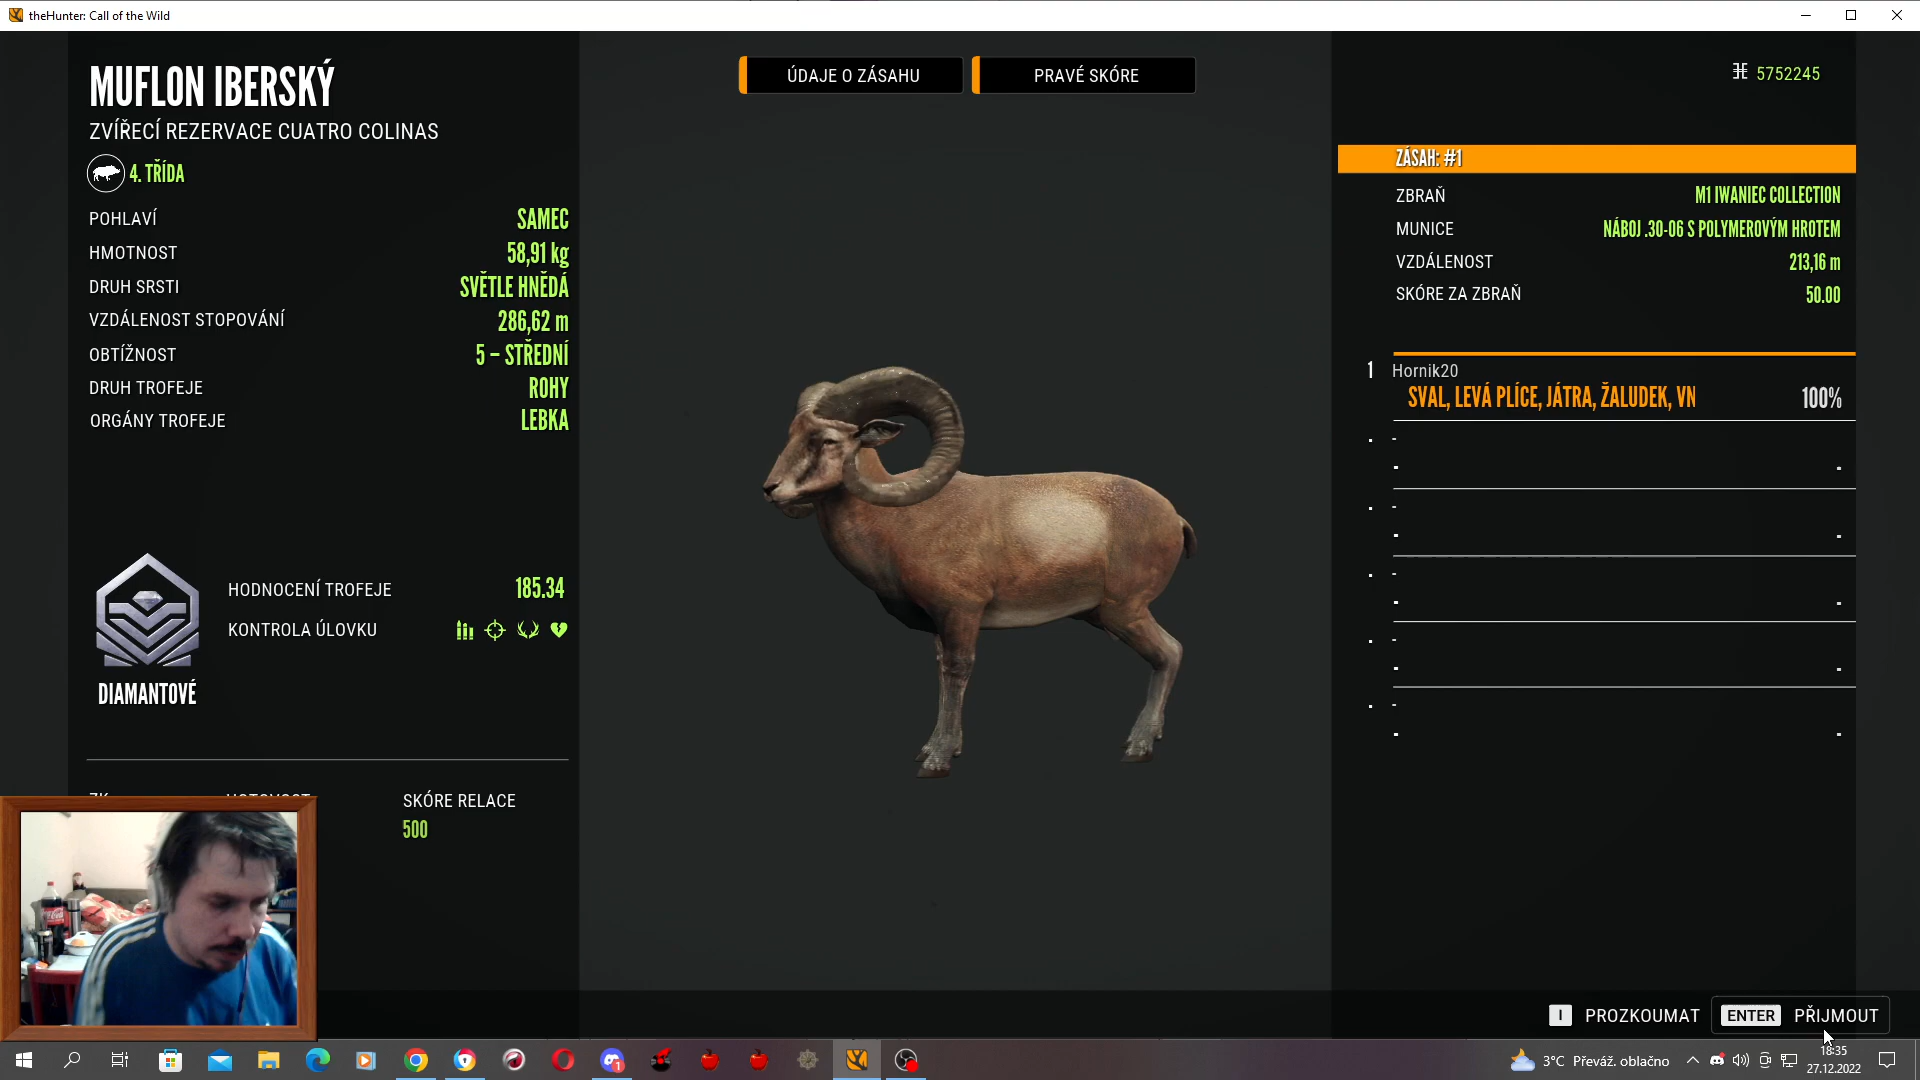 theHunter: Call of the Wild
MUFLON IBERSKÝ
ZVÍŘECÍ REZERVACE CUATRO COLINAS
4. TŘÍDA
POHLAVÍ SAMEC
HMOTNOST 58,91 kg
DRUH SRSTI SVĚTLE HNĚDÁ
VZDÁLENOST STOPOVÁNÍ 286,62 m
OBTÍŽNOST 5 – STŘEDNÍ
DRUH TROFEJE ROHY
ORGÁNY TROFEJE LEBKA
HODNOCENÍ TROFEJE 185.34
KONTROLA ÚLOVKU
DIAMANTOVÉ
SKÓRE RELACE
500
ÚDAJE O ZÁSAHU PRAVÉ SKÓRE
5752245
ZÁSAH: #1
ZBRAŇ M1 IWANIEC COLLECTION
MUNICE NÁBOJ .30-06 S POLYMEROVÝM HROTEM
VZDÁLENOST 213,16 m
SKÓRE ZA ZBRAŇ 50.00
1 Hornik20
SVAL, LEVÁ PLÍCE, JÁTRA, ŽALUDEK, VN 100%
I PROZKOUMAT ENTER PŘIJMOUT
3°C Převáž. oblačno
18:35
27.12.2022